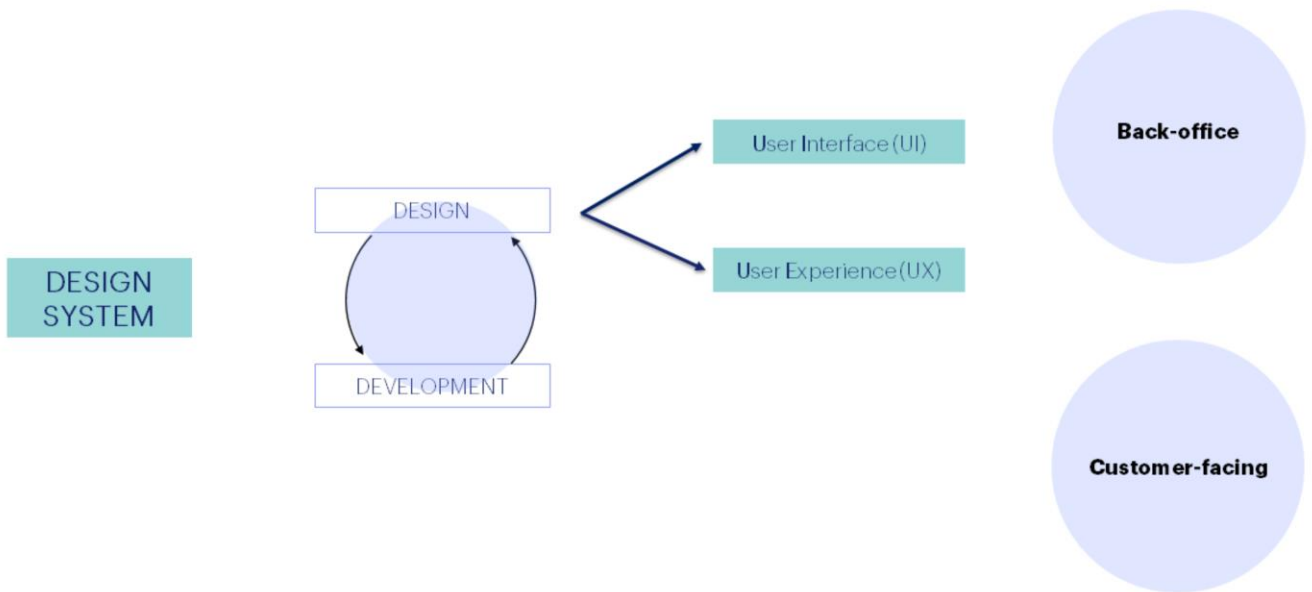 DESIGN
SYSTEM
DESIGN
DEVELOPMENT
User Interface (UI)
User Experience (UX)
Back-office
Customer-facing